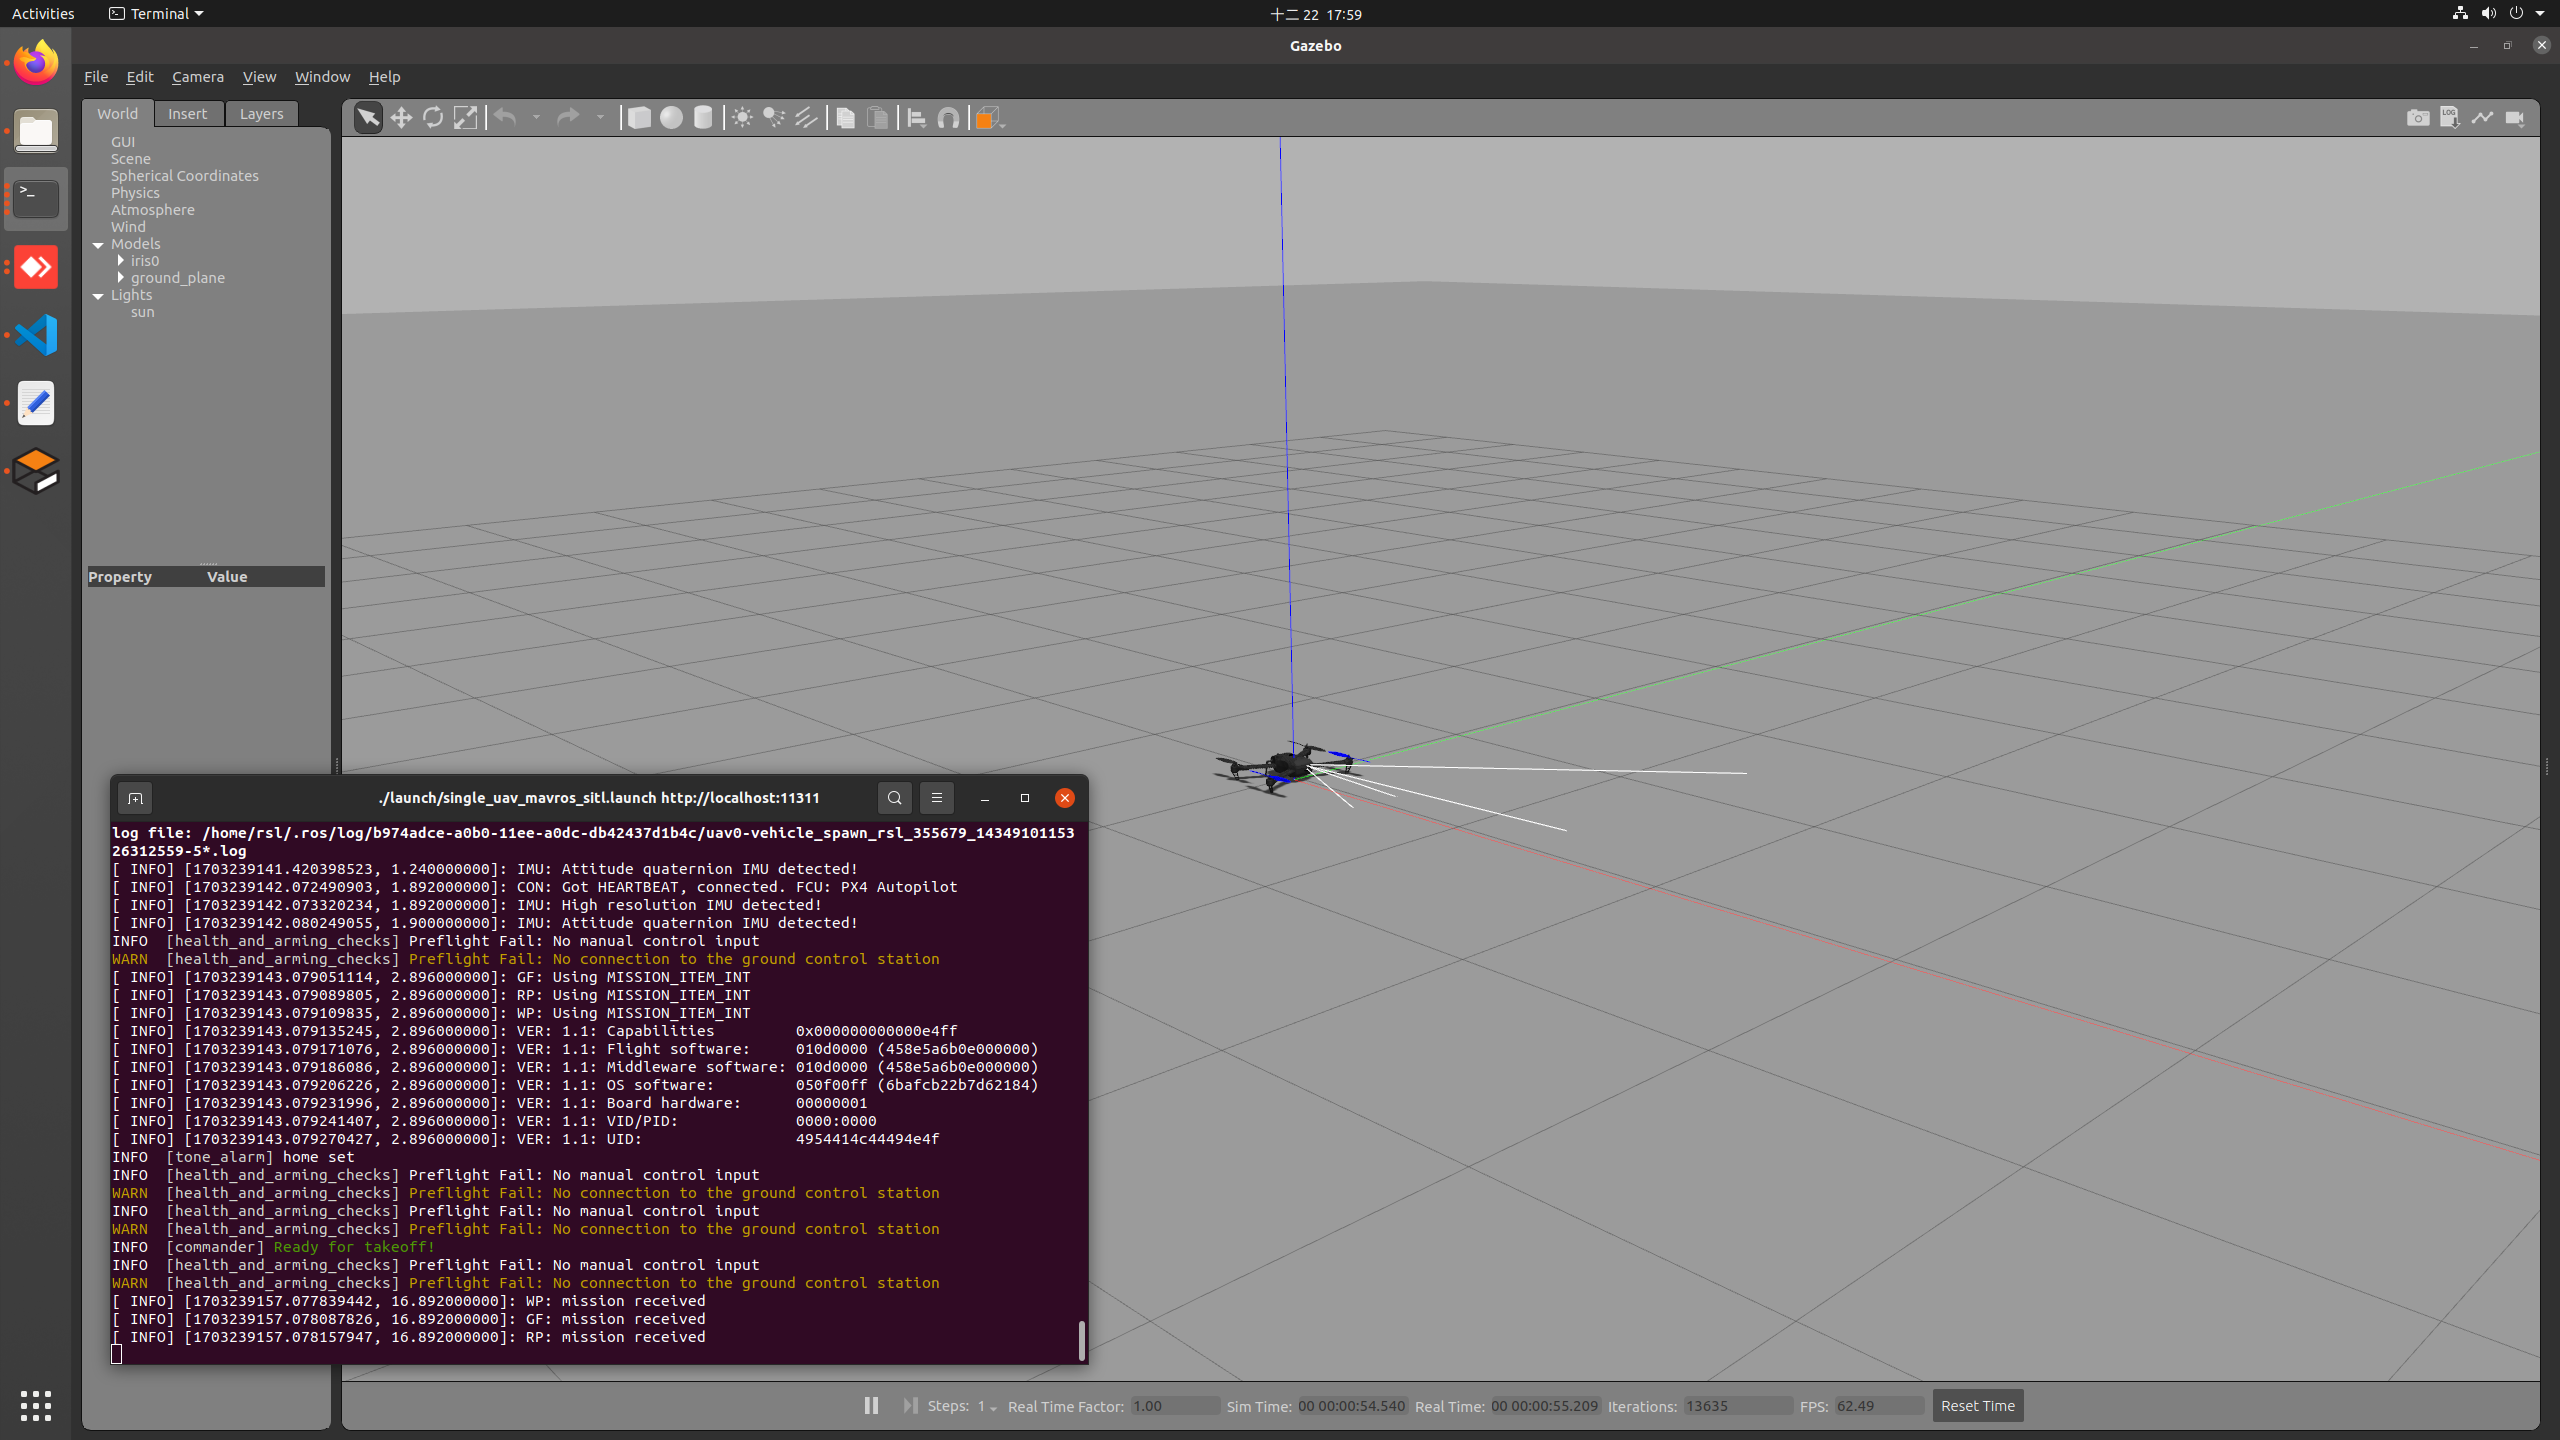 Activities
Terminal
十二 22 17:59
Gazebo
File Edit Camera View Window Help
World Insert Layers
GUI
Scene
Spherical Coordinates
Physics
Atmosphere
Wind
Models
iris0
ground_plane
Lights
sun
Property Value
LOG
./launch/single_uav_mavros_sitl.launch http://localhost:11311
log file: /home/rsl/.ros/log/b974adce-a0b0-11ee-a0dc-db42437d1b4c/uav0-vehicle_spawn_rsl_355679_14349101153
26312559-5*.log
[ INFO] [1703239141.420398523, 1.240000000]: IMU: Attitude quaternion IMU detected!
[ INFO] [1703239142.072490903, 1.892000000]: CON: Got HEARTBEAT, connected. FCU: PX4 Autopilot
[ INFO] [1703239142.073320234, 1.892000000]: IMU: High resolution IMU detected!
[ INFO] [1703239142.080249055, 1.900000000]: IMU: Attitude quaternion IMU detected!
INFO  [health_and_arming_checks] Preflight Fail: No manual control input
WARN  [health_and_arming_checks] Preflight Fail: No connection to the ground control station
[ INFO] [1703239143.079051114, 2.896000000]: GF: Using MISSION_ITEM_INT
[ INFO] [1703239143.079089805, 2.896000000]: RP: Using MISSION_ITEM_INT
[ INFO] [1703239143.079109835, 2.896000000]: WP: Using MISSION_ITEM_INT
[ INFO] [1703239143.079135245, 2.896000000]: VER: 1.1: Capabilities         0x000000000000e4ff
[ INFO] [1703239143.079171076, 2.896000000]: VER: 1.1: Flight software:     010d0000 (458e5a6b0e000000)
[ INFO] [1703239143.079186086, 2.896000000]: VER: 1.1: Middleware software: 010d0000 (458e5a6b0e000000)
[ INFO] [1703239143.079206226, 2.896000000]: VER: 1.1: OS software:         050f00ff (6bafcb22b7d62184)
[ INFO] [1703239143.079231996, 2.896000000]: VER: 1.1: Board hardware:      00000001
[ INFO] [1703239143.079241407, 2.896000000]: VER: 1.1: VID/PID:             0000:0000
[ INFO] [1703239143.079270427, 2.896000000]: VER: 1.1: UID:                 4954414c44494e4f
INFO  [tone_alarm] home set
INFO  [health_and_arming_checks] Preflight Fail: No manual control input
WARN  [health_and_arming_checks] Preflight Fail: No connection to the ground control station
INFO  [health_and_arming_checks] Preflight Fail: No manual control input
WARN  [health_and_arming_checks] Preflight Fail: No connection to the ground control station
INFO  [commander] Ready for takeoff!
INFO  [health_and_arming_checks] Preflight Fail: No manual control input
WARN  [health_and_arming_checks] Preflight Fail: No connection to the ground control station
[ INFO] [1703239157.077839442, 16.892000000]: WP: mission received
[ INFO] [1703239157.078087826, 16.892000000]: GF: mission received
[ INFO] [1703239157.078157947, 16.892000000]: RP: mission received
Steps: 1 Real Time Factor: 1.00 Sim Time: 00 00:00:54.540 Real Time: 00 00:00:55.209 Iterations: 13635 FPS: 62.49 Reset Time